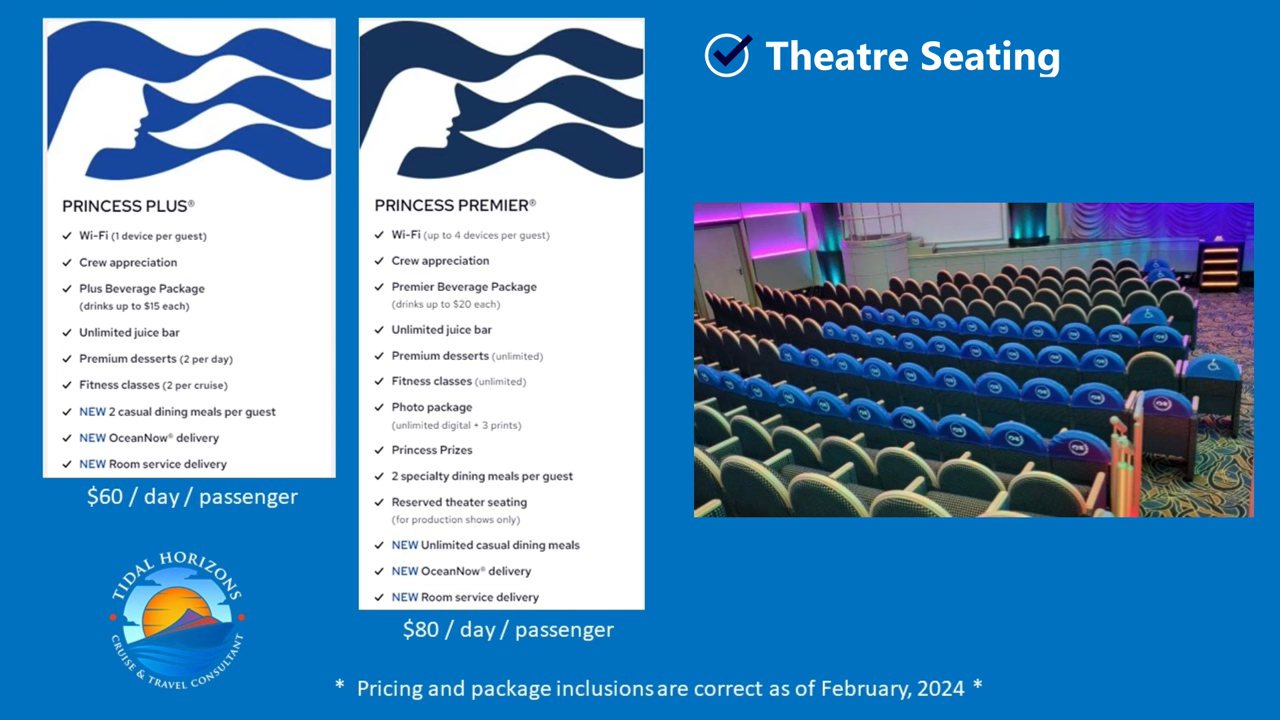 PRINCESS PLUS®
Wi-Fi (1 device per guest)
Crew appreciation
Plus Beverage Package
(drinks up to $15 each)
Unlimited juice bar
Premium desserts (2 per day)
Fitness classes (2 per cruise)
NEW 2 casual dining meals per guest
NEW OceanNow® delivery
NEW Room service delivery
$60 / day / passenger
PRINCESS PREMIER®
Wi-Fi (up to 4 devices per guest)
Crew appreciation
Premier Beverage Package
(drinks up to $20 each)
Unlimited juice bar
Premium desserts (unlimited)
Fitness classes (unlimited)
Photo package
(unlimited digital + 3 prints)
Princess Prizes
2 specialty dining meals per guest
Reserved theater seating
(for production shows only)
NEW Unlimited casual dining meals
NEW OceanNow® delivery
NEW Room service delivery
$80 / day / passenger
Theatre Seating
TIDAL HORIZONS
CRUISE & TRAVEL CONSULTANT
* Pricing and package inclusions are correct as of February, 2024 *